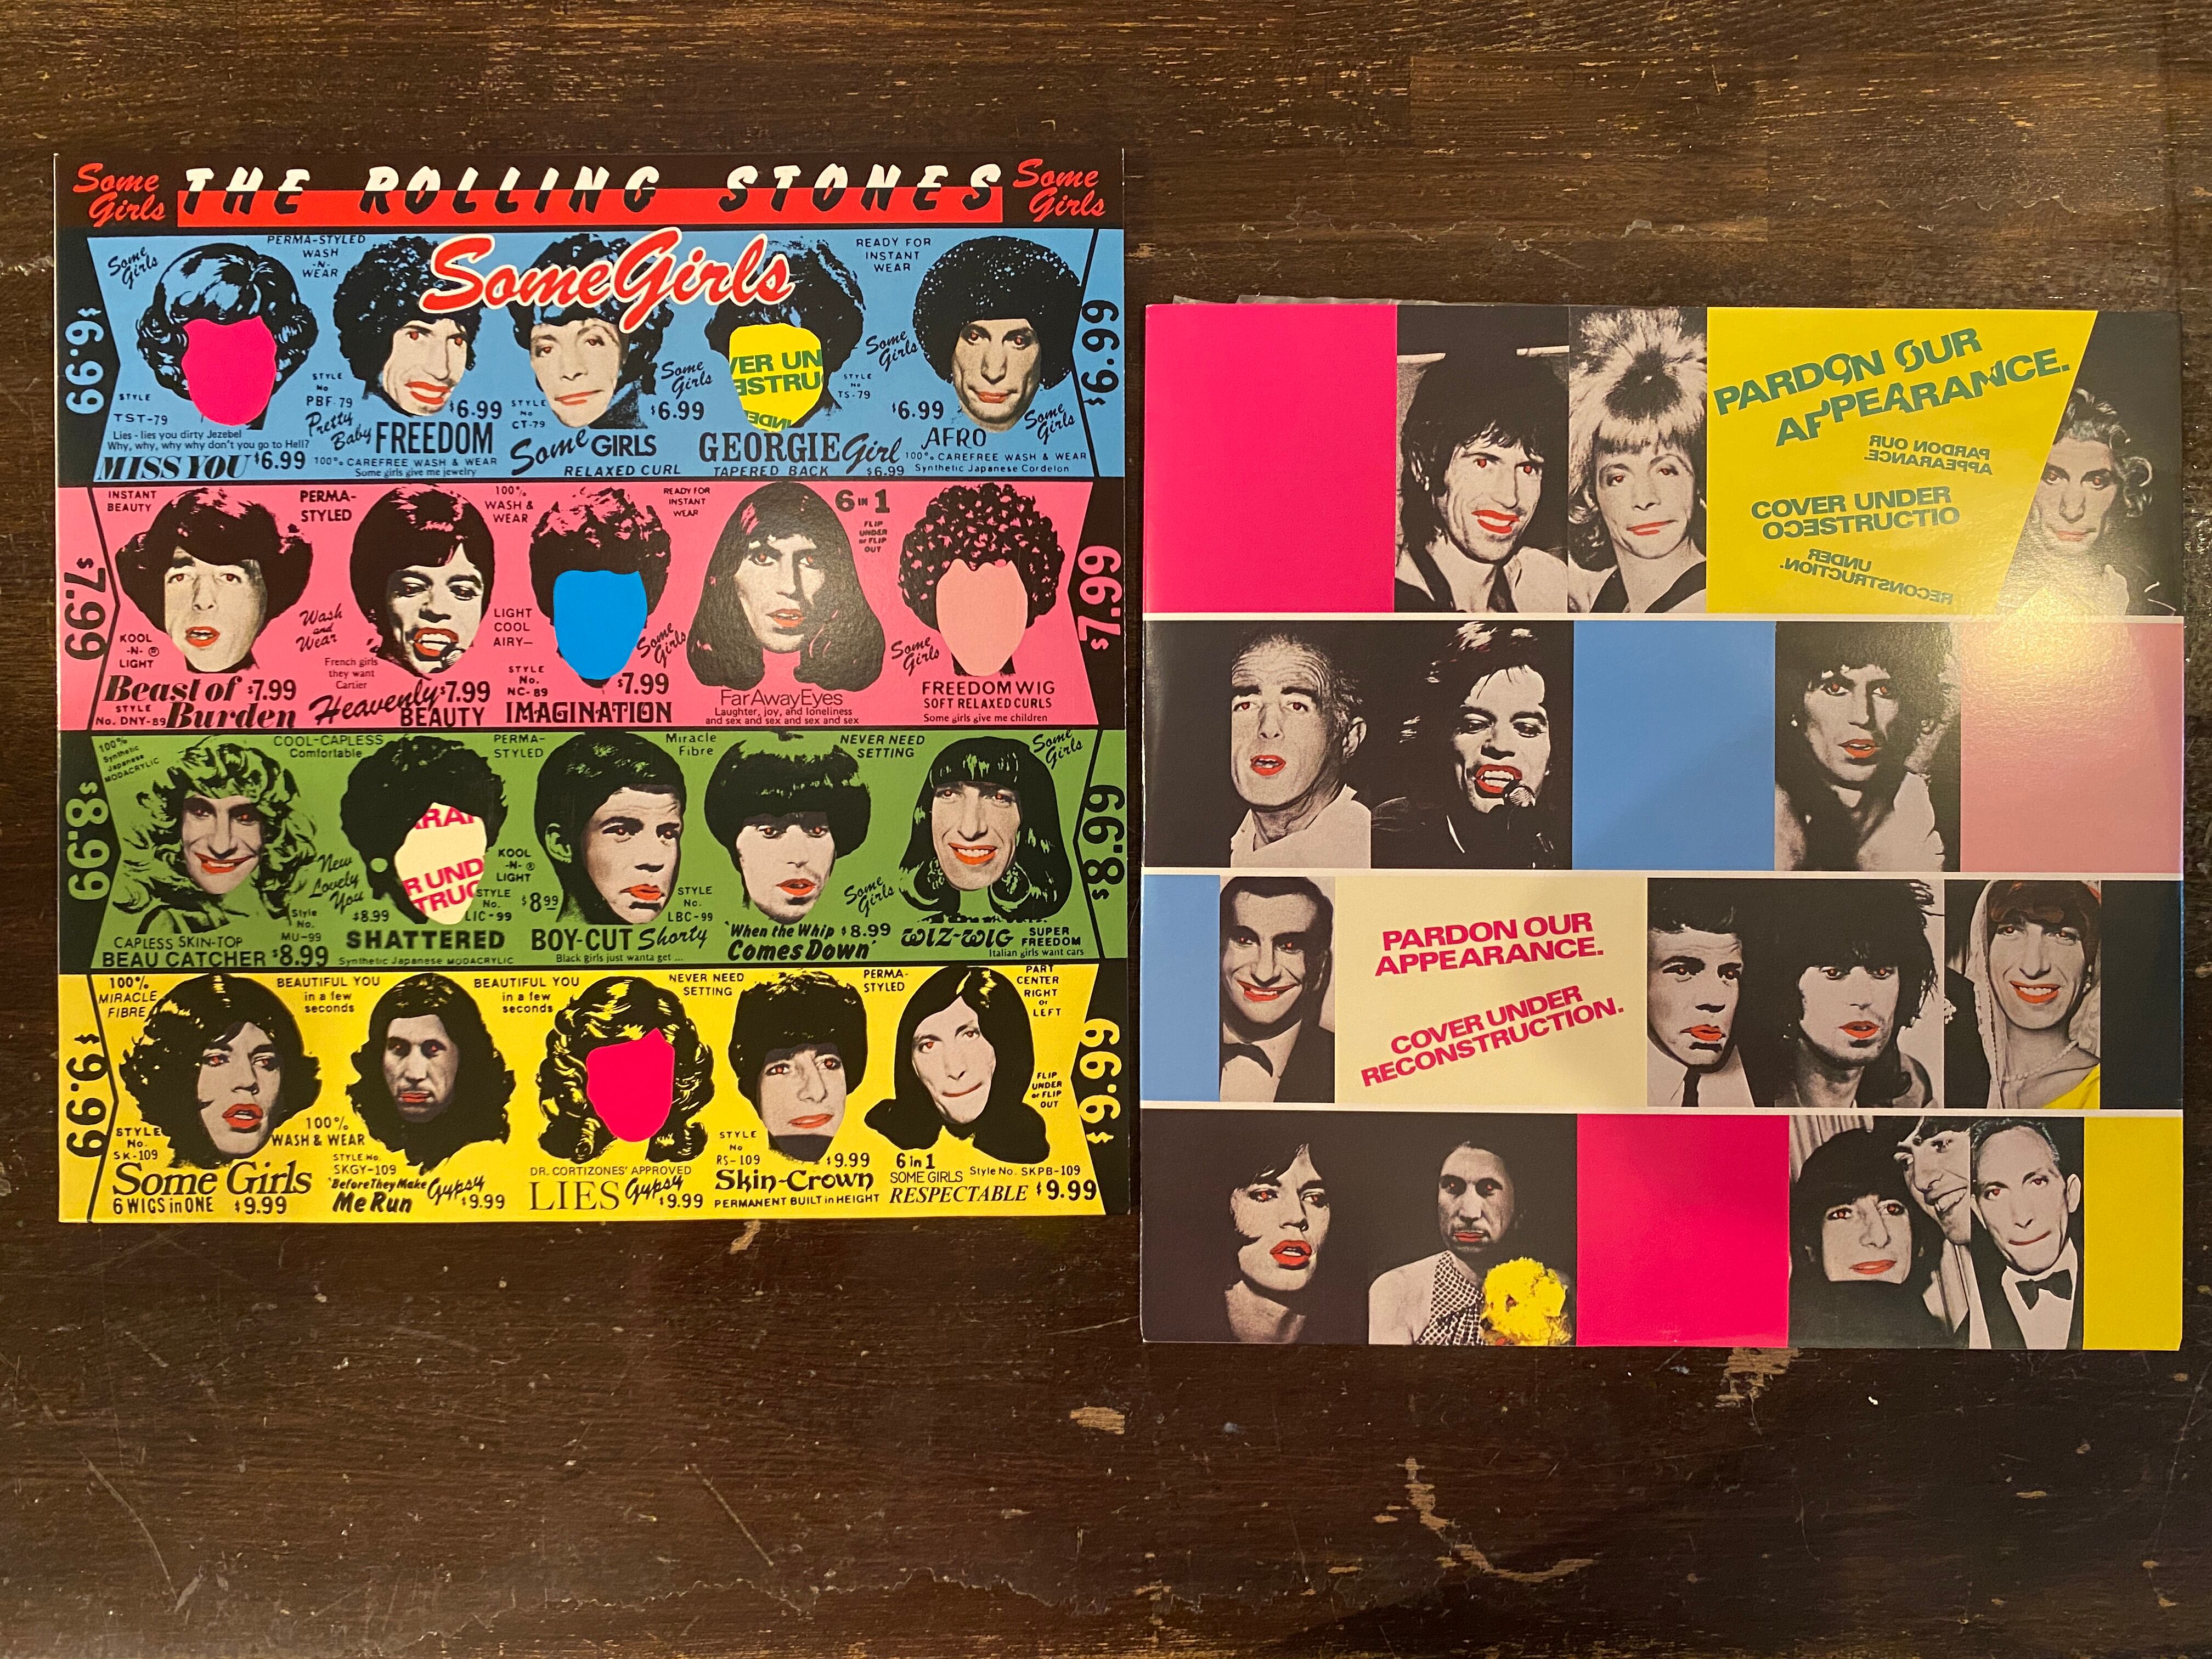 Some
Girls
THE ROLLING STONES
Some
Girls
Some Girls
$6.99
Some
Girls
PERMA-STYLED
WASH
-N-
WEAR
READY FOR
INSTANT
WEAR
$6.99
STYLE
TST-79
Lies - lies you dirty Jezebel
Why, why, why why don't you go to Hell?
MISS YOU $6.99
STYLE
No
PBF-79
$6.99
Pretty
Baby FREEDOM
100% CAREFREE WASH & WEAR
Some girls give me jewelry
STYLE
No
CT-79
Some
Girls
$6.99
Some GIRLS
RELAXED CURL
VER UN
ESTRU
STYLE
No
TS-79
GEORGIE Girl
TAPERED BACK $6.99
Some
Girls
$6.99
AFRO
Some
Girls
100% CAREFREE WASH & WEAR
Synthetic Japanese Cordelon
$7.99
INSTANT
BEAUTY
PERMA-
STYLED
100%
WASH &
WEAR
READY FOR
INSTANT
WEAR
6 IN 1
FLIP
UNDER
or FLIP
OUT
$7.99
KOOL
-N- ®
LIGHT
Beast of $7.99
STYLE
No. DNY-89 Burden
Wash
and
Wear
French girls
they want
Cartier
Heavenly $7.99
BEAUTY
LIGHT
COOL
AIRY—
STYLE
No.
NC-89
Some
Girls
$7.99
IMAGINATION
Far Away Eyes
Laughter, joy, and loneliness
and sex and sex and sex and sex
Some
Girls
FREEDOM WIG
SOFT RELAXED CURLS
Some girls give me children
$8.99
100%
Synthetic
Japanese
MODACRYLIC
COOL-CAPLESS
Comfortable
PERMA-
STYLED
Miracle
Fibre
NEVER NEED
SETTING
Some
Girls
$8.99
New
Lovely
You
Style
No.
MU-99
CAPLESS SKIN-TOP
BEAU CATCHER $8.99
RAR
R UND
TRUC
KOOL
-N- ®
LIGHT
STYLE
No.
LIC-99
$8.99
SHATTERED
Synthetic Japanese MODACRYLIC
$8.99
STYLE
No.
LBC-99
BOY-CUT Shorty
Black girls just wanta get ...
Some
Girls
'When the Whip $8.99
Comes Down'
WIZ-WIG
SUPER
FREEDOM
Italian girls want cars
$9.99
100%
MIRACLE
FIBRE
BEAUTIFUL YOU
in a few
seconds
BEAUTIFUL YOU
in a few
seconds
NEVER NEED
SETTING
PERMA-
STYLED
PART
CENTER
RIGHT
or
LEFT
$9.99
STYLE
No.
SK-109
Some Girls
6 WIGS in ONE $9.99
100%
WASH & WEAR
STYLE No.
SKGY-109
'Before They Make
Me Run Gypsy
$9.99
DR. CORTIZONES' APPROVED
LIES Gypsy
$9.99
STYLE
No
RS-109
$9.99
Skin-Crown
PERMANENT BUILT in HEIGHT
FLIP
UNDER
or FLIP
OUT
6 in 1
SOME GIRLS Style No. SKPB-109
RESPECTABLE $9.99
PARDON OUR
APPEARANCE.
PARDON OUR
APPEARANCE.
COVER UNDER
ECONSTRUCTIO
UNDER
RECONSTRUCTION.
PARDON OUR
APPEARANCE.
COVER UNDER
RECONSTRUCTION.